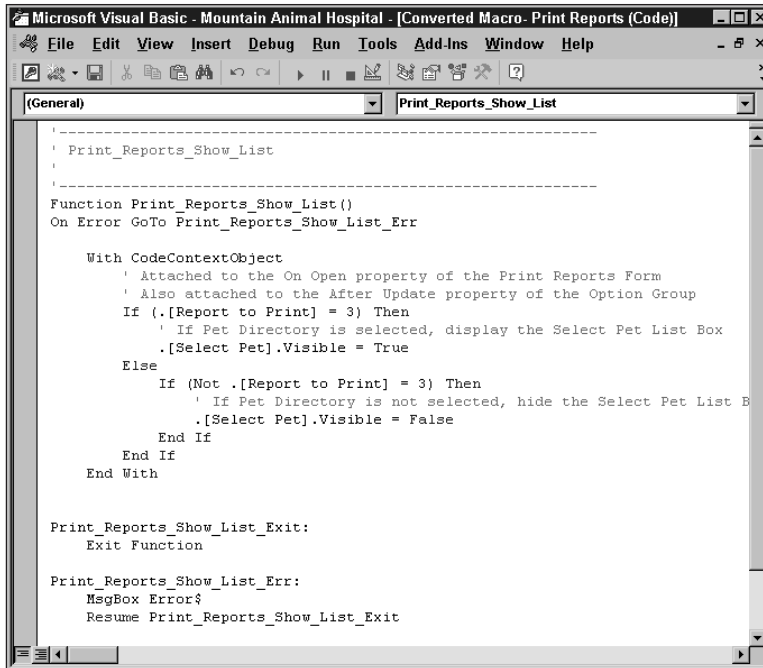 Microsoft Visual Basic - Mountain Animal Hospital - [Converted Macro- Print Reports (Code)]
File Edit View Insert Debug Run Tools Add-Ins Window Help
(General) Print_Reports_Show_List
'------------------------------------------------------------
' Print_Reports_Show_List
'
'------------------------------------------------------------
Function Print_Reports_Show_List()
On Error GoTo Print_Reports_Show_List_Err
With CodeContextObject
' Attached to the On Open property of the Print Reports Form
' Also attached to the After Update property of the Option Group
If (.[Report to Print] = 3) Then
' If Pet Directory is selected, display the Select Pet List Box
.[Select Pet].Visible = True
Else
If (Not .[Report to Print] = 3) Then
' If Pet Directory is not selected, hide the Select Pet List B
.[Select Pet].Visible = False
End If
End If
End With
Print_Reports_Show_List_Exit:
Exit Function
Print_Reports_Show_List_Err:
MsgBox Error$
Resume Print_Reports_Show_List_Exit